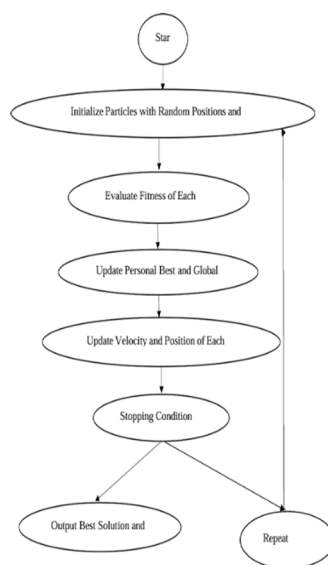 Star
Initialize Particles with Random Positions and
Evaluate Fitness of Each
Update Personal Best and Global
Update Velocity and Position of Each
Stopping Condition
Output Best Solution and
Repeat